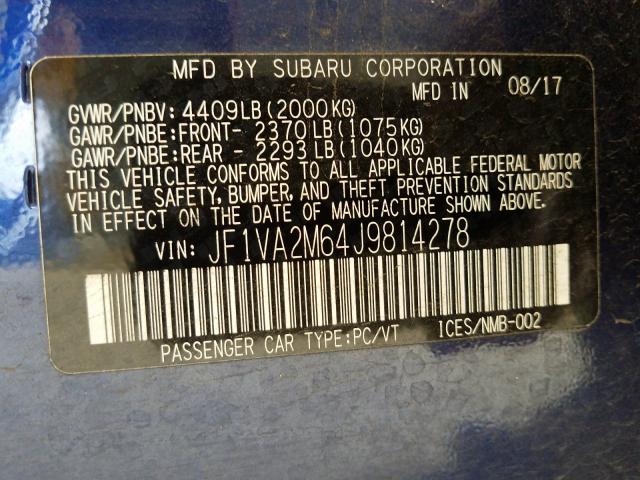 MFD BY SUBARU CORPORATION
MFD IN 08/17
GVWR/PNBV: 4409LB(2000KG)
GAWR/PNBE:FRONT- 2370LB(1075KG)
GAWR/PNBE:REAR - 2293LB(1040KG)
THIS VEHICLE CONFORMS TO ALL APPLICABLE FEDERAL MOTOR
VEHICLE SAFETY, BUMPER, AND THEFT PREVENTION STANDARDS
IN EFFECT ON THE DATE OF MANUFACTURE SHOWN ABOVE.
VIN: JF1VA2M64J9814278
PASSENGER CAR TYPE:PC/VT ICES/NMB-002